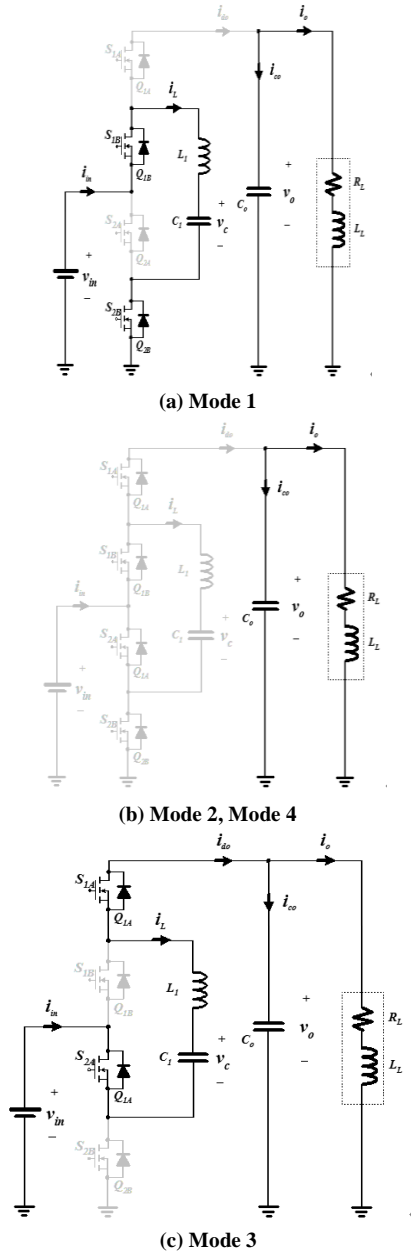 i_do i_o
S_1A
Q_1A
i_L i_co
S_1B
L_1
Q_1B
i_in
R_L
+ +
S_2A C_1 v_c C_o v_o
+ Q_2A − − L_L
v_in
− S_2B
Q_2B
(a) Mode 1
i_do i_o
S_1A
Q_1A
i_L i_co
S_1B
L_1
Q_1B
i_in
R_L
+ +
S_2A C_1 v_c C_o v_o
+ Q_1A − − L_L
v_in
− S_2B
Q_2B
(b) Mode 2, Mode 4
i_do i_o
S_1A
Q_1A
i_L i_co
S_1B
L_1
Q_1B
i_in
R_L
+ +
S_2A C_1 v_c C_o v_o
+ Q_1A − − L_L
v_in
− S_2B
Q_2B
(c) Mode 3